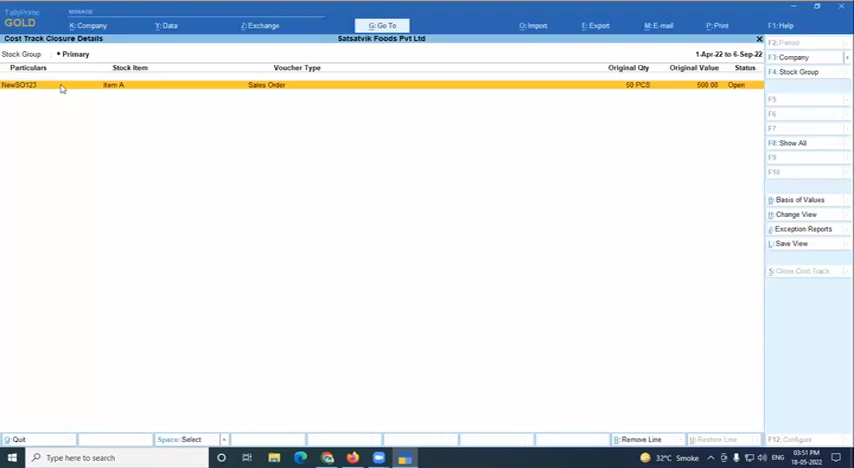 TallyPrime
GOLD
MANAGE
K: Company
Y: Data
Z: Exchange
G: Go To
O: Import
E: Export
M: E-mail
P: Print
F1: Help
Cost Track Closure Details
Satsatvik Foods Pvt Ltd
Stock Group : ♦ Primary
1-Apr-22 to 6-Sep-22
Particulars Stock Item Voucher Type Original Qty Original Value Status
NewSO123 Item A Sales Order 50 PCS 500.00 Open
F2: Period
F3: Company
F4: Stock Group
F5
F6
F7
F8: Show All
F9
F10
B: Basis of Values
H: Change View
J: Exception Reports
L: Save View
S: Close Cost Track
Q: Quit
Space: Select
R: Remove Line
U: Restore Line
F12: Configure
Type here to search
32°C Smoke
ENG
03:51 PM
18-05-2022